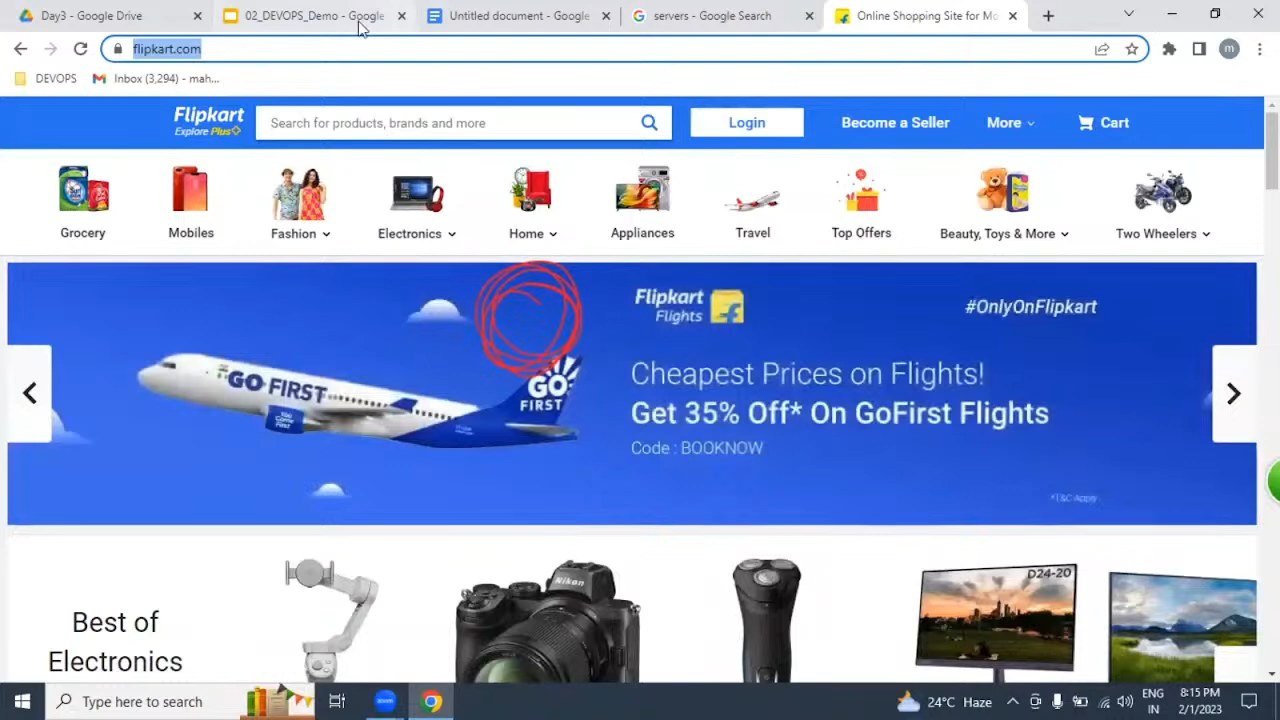 Day3 - Google Drive
02_DEVOPS_Demo - Google
Untitled document - Google
servers - Google Search
Online Shopping Site for Mo
flipkart.com
m
DEVOPS
Inbox (3,294) - mah...
Flipkart
Explore Plus
Search for products, brands and more
Login
Become a Seller
More
Cart
Grocery
Mobiles
Fashion
Electronics
Home
Appliances
Travel
Top Offers
Beauty, Toys & More
Two Wheelers
Flipkart
Flights
#OnlyOnFlipkart
GO FIRST
GO
FIRST
Cheapest Prices on Flights!
Get 35% Off* On GoFirst Flights
Code : BOOKNOW
*T&C Apply
Best of
Electronics
Nikon
D24-20
Type here to search
zoom
24°C Haze
ENG
IN
8:15 PM
2/1/2023